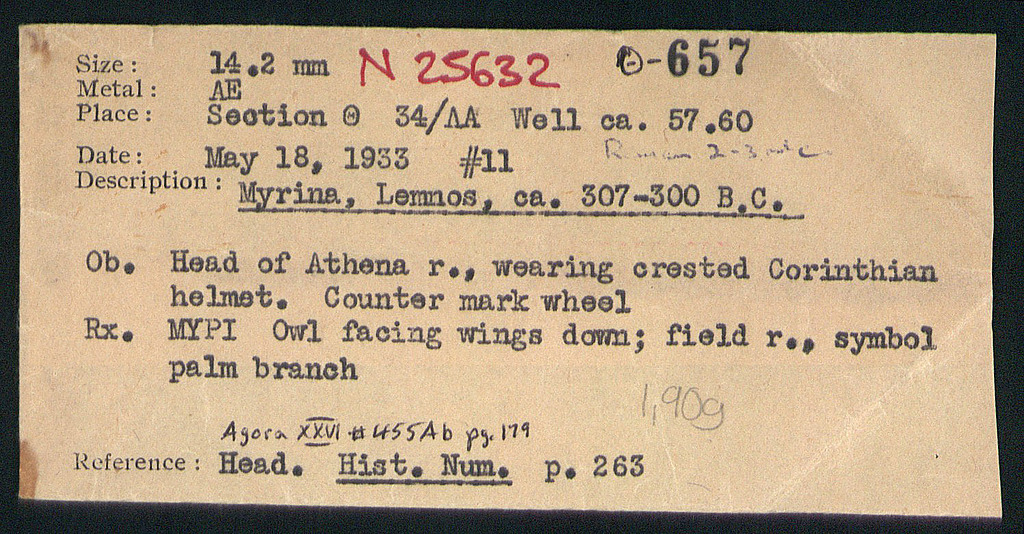 Size: 14.2 mm N 25632 Θ-657
Metal: AE
Place: Section Θ 34/ΛΑ Well ca. 57.60
Roman 2-3
Date: May 18, 1933 #11
Description: Myrina, Lemnos, ca. 307-300 B.C.
Ob. Head of Athena r., wearing crested Corinthian
helmet. Counter mark wheel
Rx. MYPI Owl facing wings down; field r., symbol
palm branch
1,90g
Agora XXVI # 455Ab pg. 179
Reference: Head. Hist. Num. p. 263